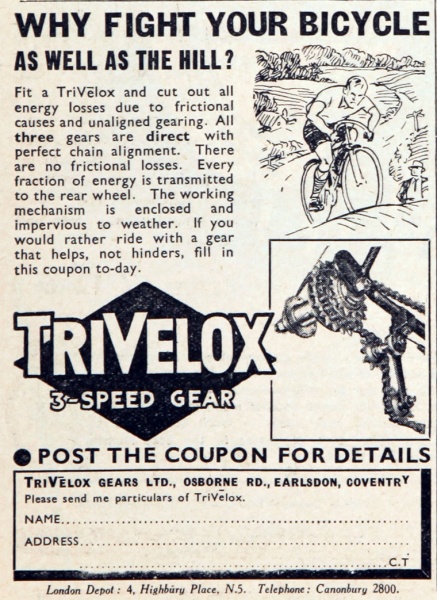 WHY FIGHT YOUR BICYCLE
AS WELL AS THE HILL?
Fit a TriVēlox and cut out all
energy losses due to frictional
causes and unaligned gearing. All
three gears are direct with
perfect chain alignment. There
are no frictional losses. Every
fraction of energy is transmitted
to the rear wheel. The working
mechanism is enclosed and
impervious to weather. If you
would rather ride with a gear
that helps, not hinders, fill in
this coupon to-day.
TRIVELOX
3-SPEED GEAR
● POST THE COUPON FOR DETAILS
TRIVĒLOX GEARS LTD., OSBORNE RD., EARLSDON, COVENTRY
Please send me particulars of TriVelox.
NAME........................................................
ADDRESS........................................................
........................................................C.T
London Depot: 4, Highbury Place, N.5. Telephone: Canonbury 2800.